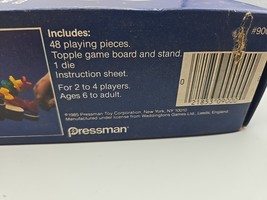 Includes:
48 playing pieces.
Topple game board and stand.
1 die
Instruction sheet.
For 2 to 4 players.
Ages 6 to adult.
Pressman
©1986 Pressman Toy Corporation, New York, NY 10010
Manufactured under license from Waddingtons Games Ltd., Leeds, England
0